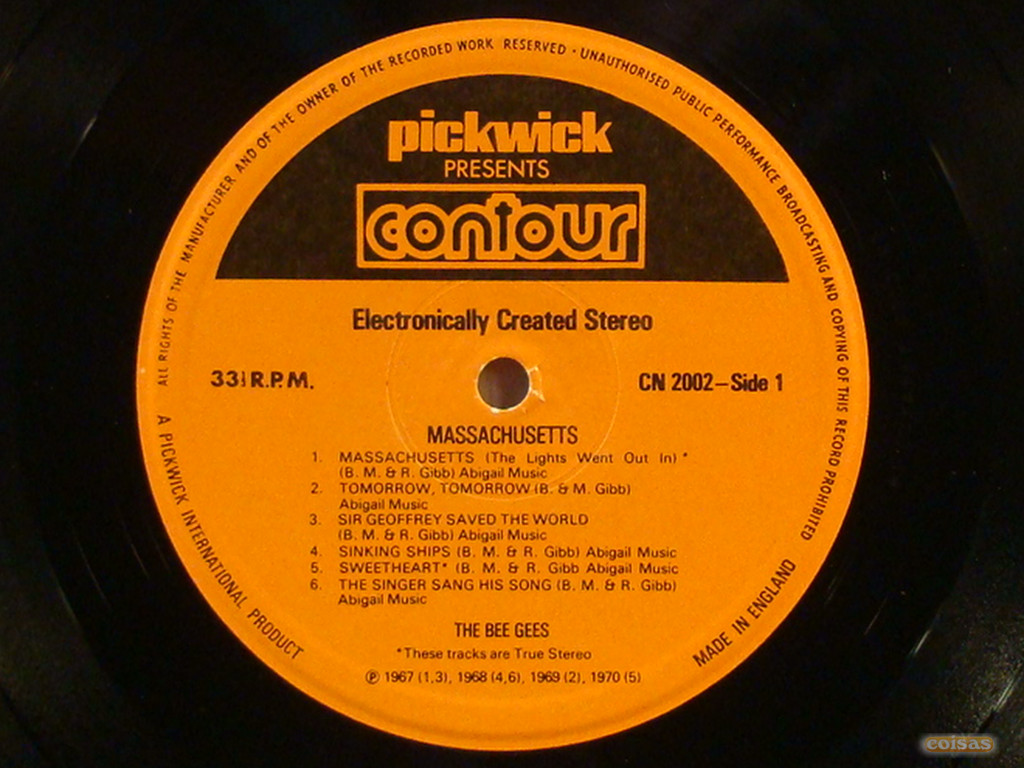 ALL RIGHTS OF THE MANUFACTURER AND OF THE OWNER OF THE RECORDED WORK RESERVED · UNAUTHORISED PUBLIC PERFORMANCE BROADCASTING AND COPYING OF THIS RECORD PROHIBITED
pickwick
PRESENTS
contour
Electronically Created Stereo
33⅓ R.P.M.
CN 2002–Side 1
MASSACHUSETTS
1. MASSACHUSETTS (The Lights Went Out In) *
(B. M. & R. Gibb) Abigail Music
2. TOMORROW, TOMORROW (B. & M. Gibb)
Abigail Music
3. SIR GEOFFREY SAVED THE WORLD
(B. M. & R. Gibb) Abigail Music
4. SINKING SHIPS (B. M. & R. Gibb) Abigail Music
5. SWEETHEART* (B. M. & R. Gibb) Abigail Music
6. THE SINGER SANG HIS SONG (B. M. & R. Gibb)
Abigail Music
THE BEE GEES
*These tracks are True Stereo
℗ 1967 (1,3), 1968 (4,6), 1969 (2), 1970 (5)
A PICKWICK INTERNATIONAL PRODUCT
MADE IN ENGLAND
coisas